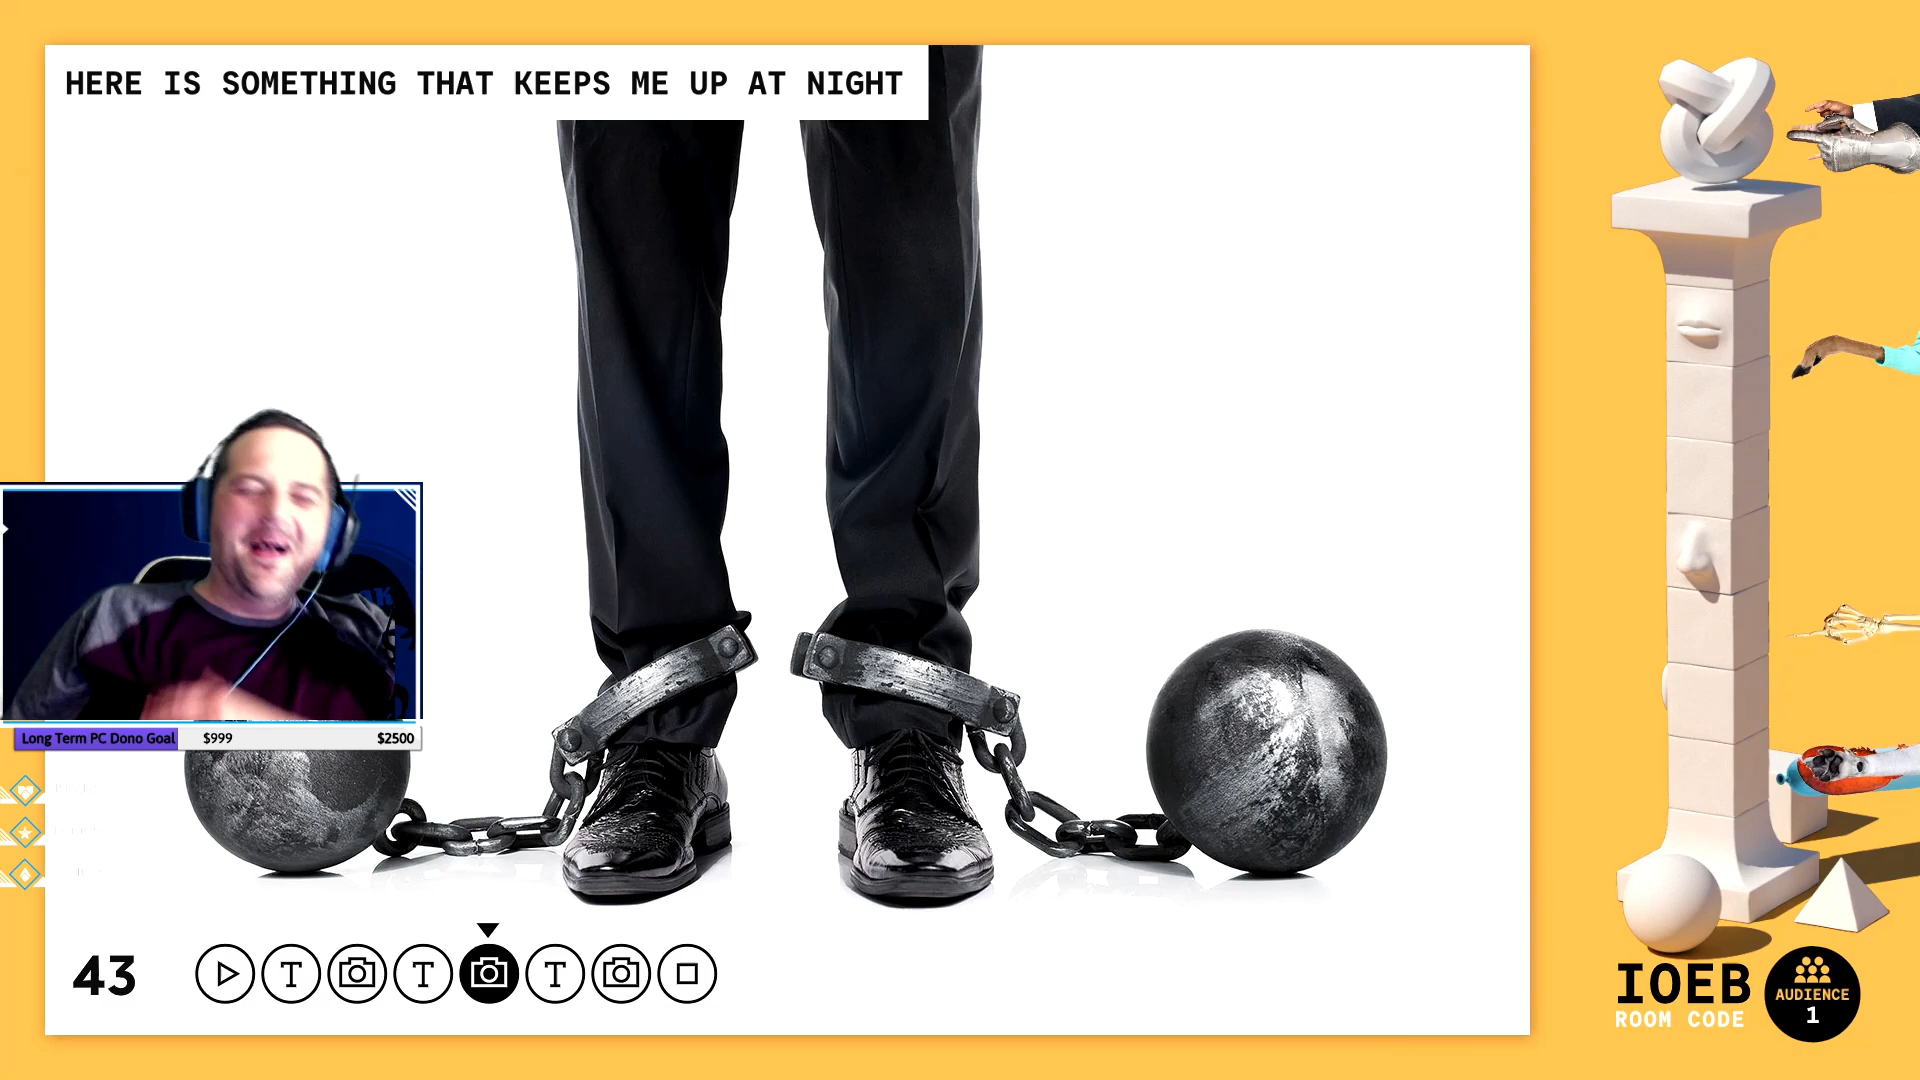 HERE IS SOMETHING THAT KEEPS ME UP AT NIGHT
Long Term PC Dono Goal $999 $2500
43
T
T
T
IOEB
ROOM CODE
AUDIENCE
1